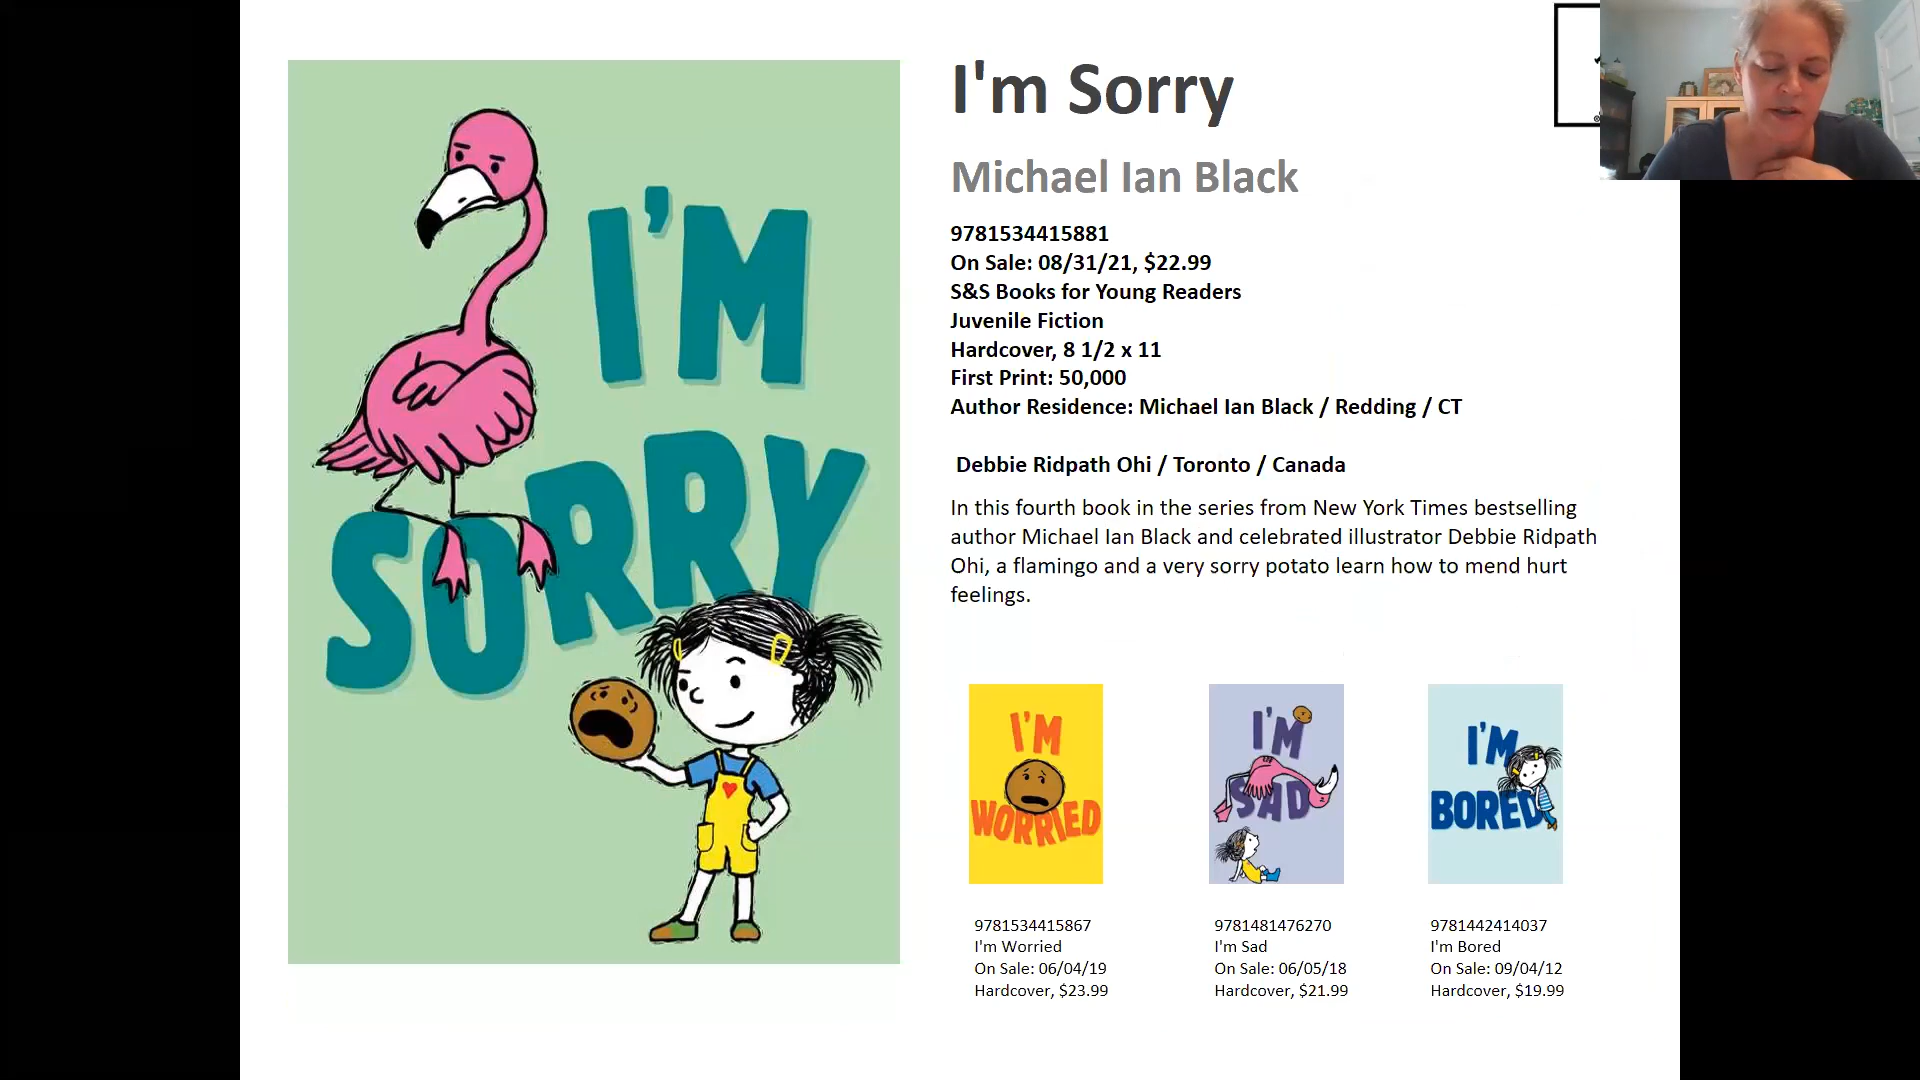 I'M
SORRY
I'm Sorry
Michael Ian Black
9781534415881
On Sale: 08/31/21, $22.99
S&S Books for Young Readers
Juvenile Fiction
Hardcover, 8 1/2 x 11
First Print: 50,000
Author Residence: Michael Ian Black / Redding / CT
Debbie Ridpath Ohi / Toronto / Canada
In this fourth book in the series from New York Times bestselling
author Michael Ian Black and celebrated illustrator Debbie Ridpath
Ohi, a flamingo and a very sorry potato learn how to mend hurt
feelings.
I'M
WORRIED
9781534415867
I'm Worried
On Sale: 06/04/19
Hardcover, $23.99
I'M
SAD
9781481476270
I'm Sad
On Sale: 06/05/18
Hardcover, $21.99
I'M
BORED
9781442414037
I'm Bored
On Sale: 09/04/12
Hardcover, $19.99